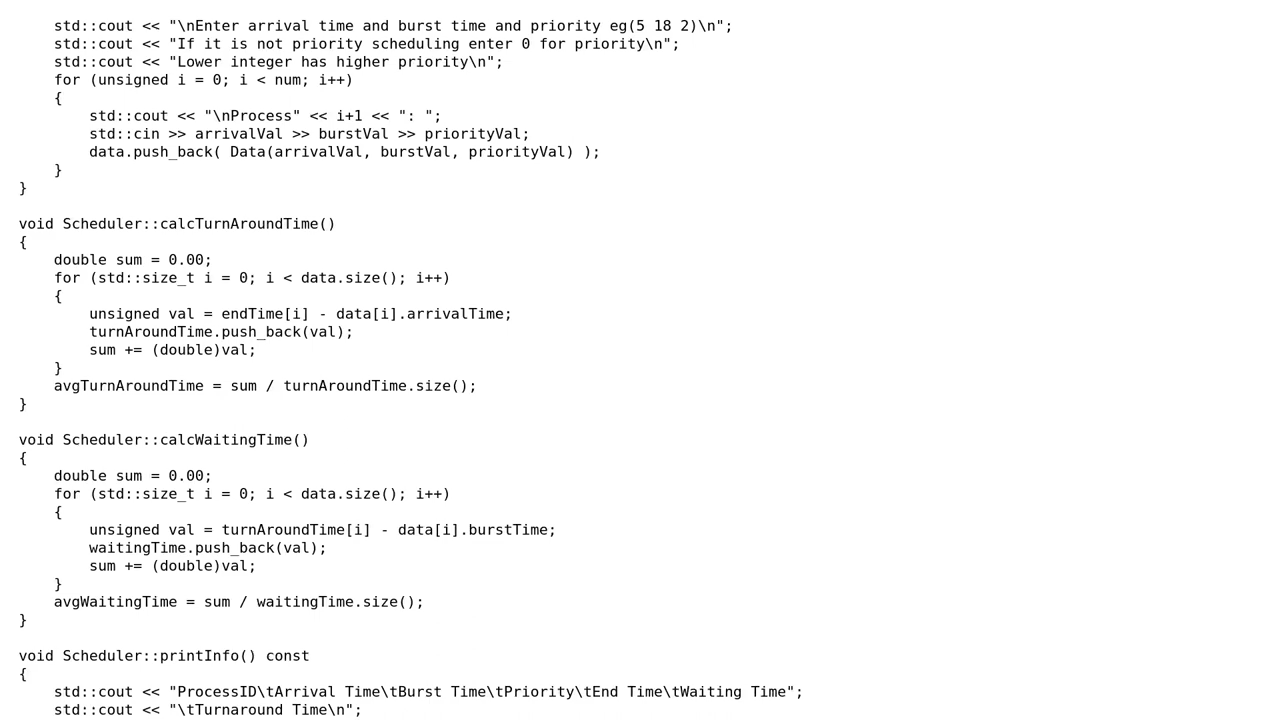 std::cout << "\nEnter arrival time and burst time and priority eg(5 18 2)\n";
    std::cout << "If it is not priority scheduling enter 0 for priority\n";
    std::cout << "Lower integer has higher priority\n";
    for (unsigned i = 0; i < num; i++)
    {
        std::cout << "\nProcess" << i+1 << ": ";
        std::cin >> arrivalVal >> burstVal >> priorityVal;
        data.push_back( Data(arrivalVal, burstVal, priorityVal) );
    }
}

void Scheduler::calcTurnAroundTime()
{
    double sum = 0.00;
    for (std::size_t i = 0; i < data.size(); i++)
    {
        unsigned val = endTime[i] - data[i].arrivalTime;
        turnAroundTime.push_back(val);
        sum += (double)val;
    }
    avgTurnAroundTime = sum / turnAroundTime.size();
}

void Scheduler::calcWaitingTime()
{
    double sum = 0.00;
    for (std::size_t i = 0; i < data.size(); i++)
    {
        unsigned val = turnAroundTime[i] - data[i].burstTime;
        waitingTime.push_back(val);
        sum += (double)val;
    }
    avgWaitingTime = sum / waitingTime.size();
}

void Scheduler::printInfo() const
{
    std::cout << "ProcessID\tArrival Time\tBurst Time\tPriority\tEnd Time\tWaiting Time";
    std::cout << "\tTurnaround Time\n";